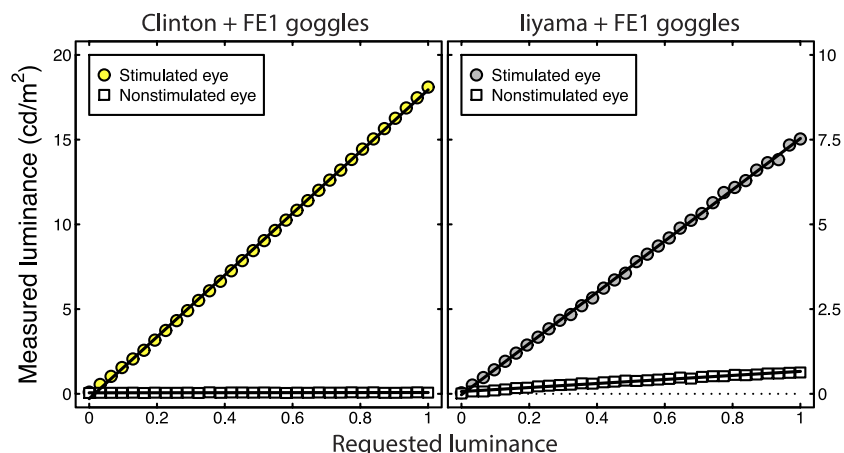 Clinton + FE1 goggles
Iiyama + FE1 goggles
Measured luminance (cd/m2)
20
15
10
5
0
Stimulated eye
Nonstimulated eye
0 0.2 0.4 0.6 0.8 1
Stimulated eye
Nonstimulated eye
10
7.5
5
2.5
0
0 0.2 0.4 0.6 0.8 1
Requested luminance